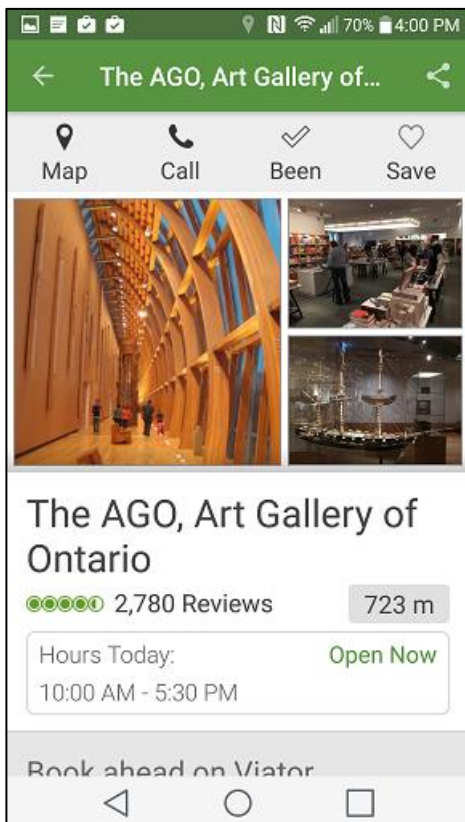 70% 4:00 PM
The AGO, Art Gallery of...
Map Call Been Save
The AGO, Art Gallery of
Ontario
2,780 Reviews 723 m
Hours Today: Open Now
10:00 AM - 5:30 PM
Book ahead on Viator